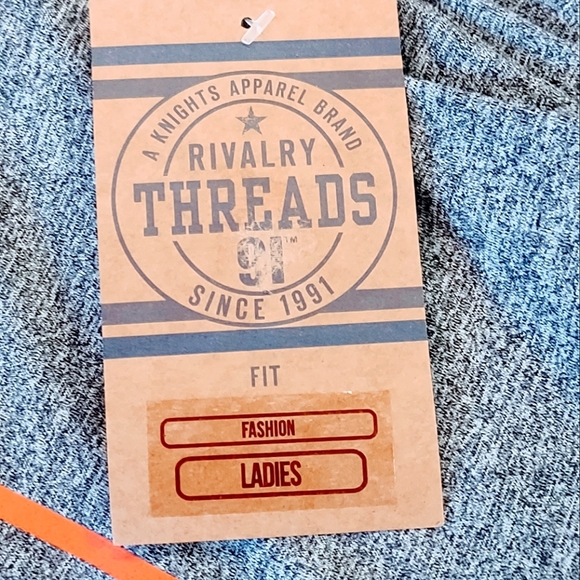 A KNIGHTS APPAREL BRAND
RIVALRY
THREADS
91™
SINCE 1991
FIT
FASHION
LADIES